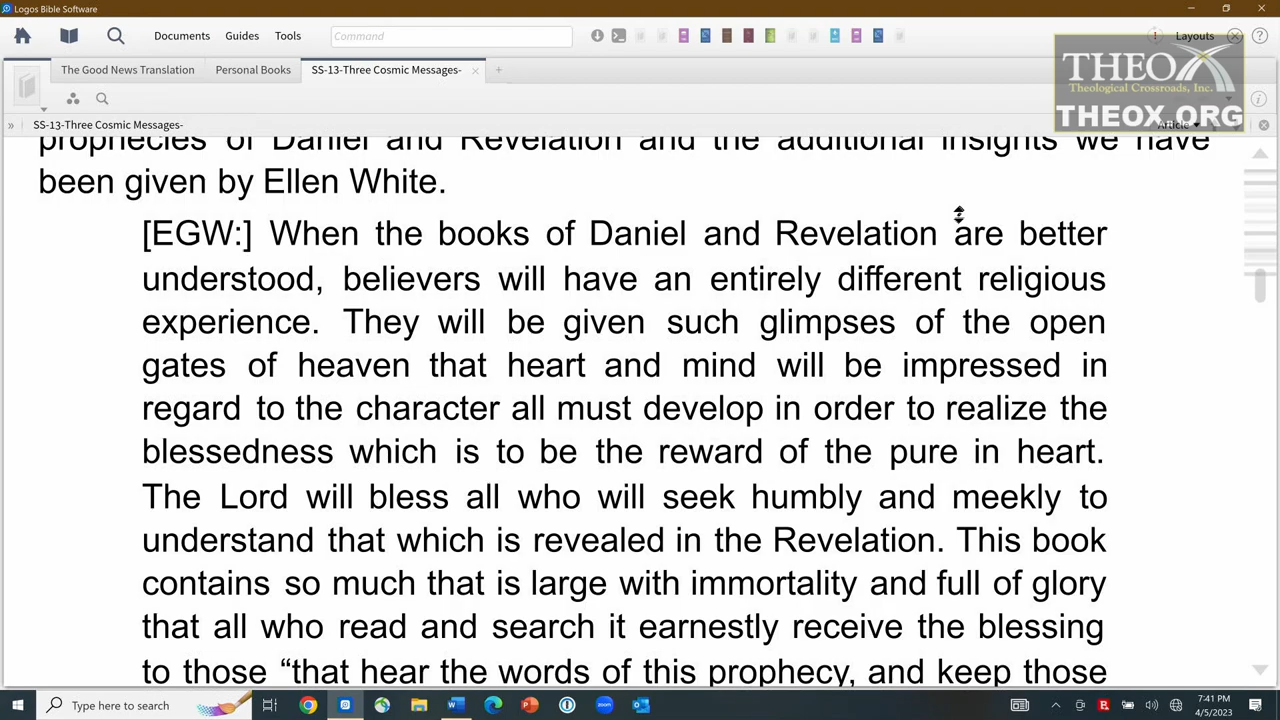 Logos Bible Software
Documents Guides Tools Command Layouts
The Good News Translation Personal Books SS-13-Three Cosmic Messages-
THEOX
Theological Crossroads, Inc.
THEOX.ORG
SS-13-Three Cosmic Messages- Article
prophecies of Daniel and Revelation and the additional insights we have
been given by Ellen White.
[EGW:] When the books of Daniel and Revelation are better
understood, believers will have an entirely different religious
experience. They will be given such glimpses of the open
gates of heaven that heart and mind will be impressed in
regard to the character all must develop in order to realize the
blessedness which is to be the reward of the pure in heart.
The Lord will bless all who will seek humbly and meekly to
understand that which is revealed in the Revelation. This book
contains so much that is large with immortality and full of glory
that all who read and search it earnestly receive the blessing
to those “that hear the words of this prophecy, and keep those
Type here to search
zoom
7:41 PM
4/5/2023